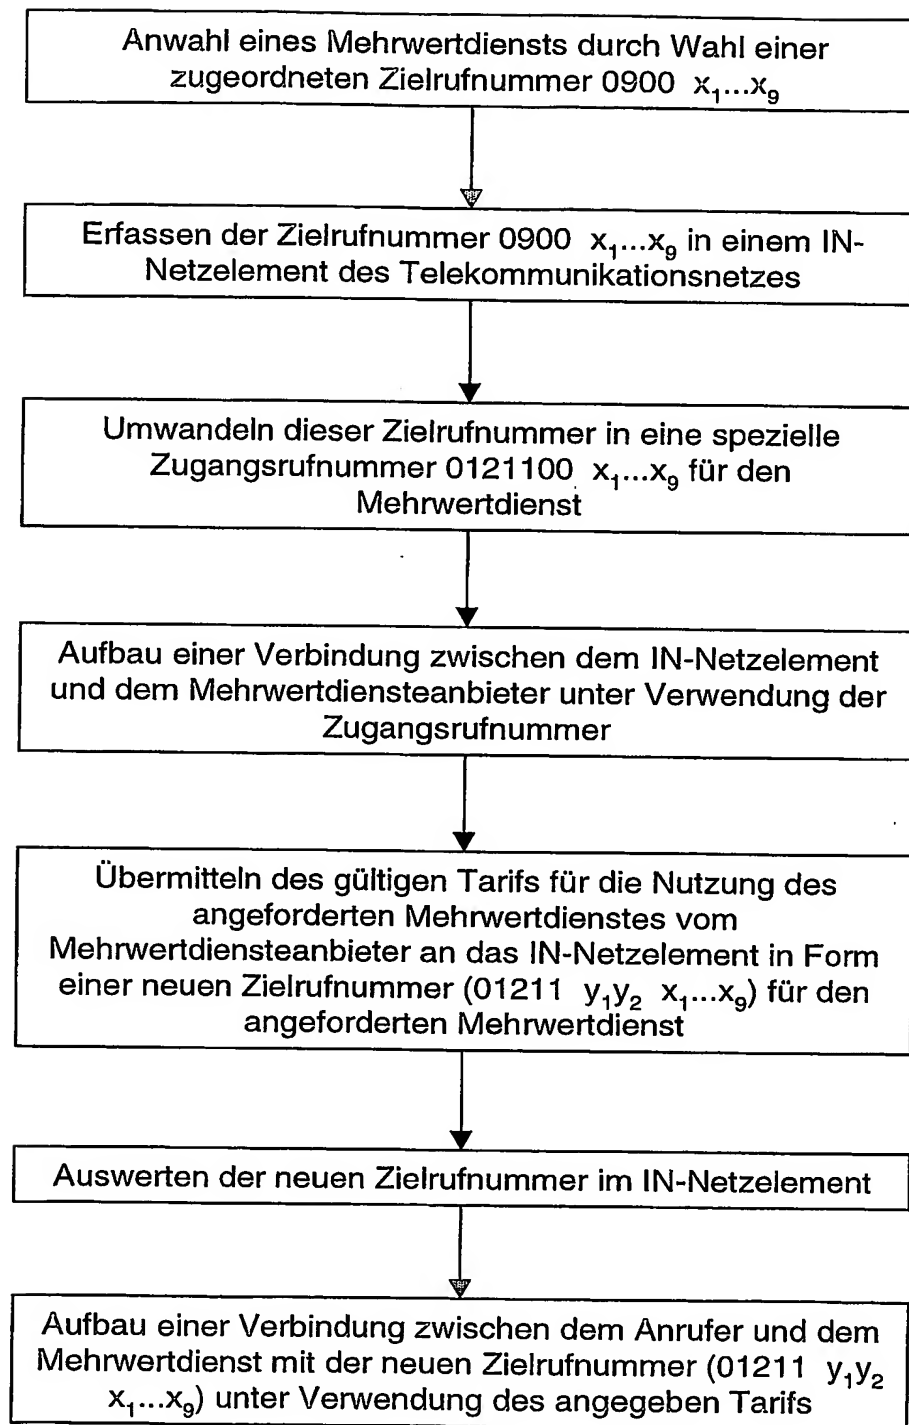 Anwahl eines Mehrwertdiensts durch Wahl einer
zugeordneten Zielrufnummer 0900 x₁...x₉
Erfassen der Zielrufnummer 0900 x₁...x₉ in einem IN-
Netzelement des Telekommunikationsnetzes
Umwandeln dieser Zielrufnummer in eine spezielle
Zugangsrufnummer 0121100 x₁...x₉ für den
Mehrwertdienst
Aufbau einer Verbindung zwischen dem IN-Netzelement
und dem Mehrwertdiensteanbieter unter Verwendung der
Zugangsrufnummer
Übermitteln des gültigen Tarifs für die Nutzung des
angeforderten Mehrwertdienstes vom
Mehrwertdiensteanbieter an das IN-Netzelement in Form
einer neuen Zielrufnummer (01211 y₁y₂ x₁...x₉) für den
angeforderten Mehrwertdienst
Auswerten der neuen Zielrufnummer im IN-Netzelement
Aufbau einer Verbindung zwischen dem Anrufer und dem
Mehrwertdienst mit der neuen Zielrufnummer (01211 y₁y₂
x₁...x₉) unter Verwendung des angegeben Tarifs